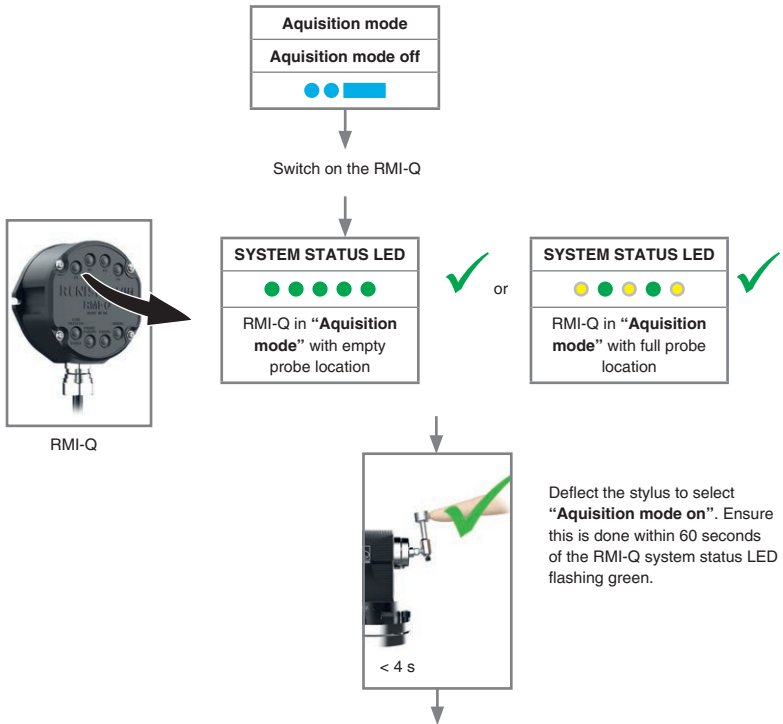 Aquisition mode
Aquisition mode off
Switch on the RMI-Q
SYSTEM STATUS LED
RMI-Q in “Aquisition
mode” with empty
probe location
or
SYSTEM STATUS LED
RMI-Q in “Aquisition
mode” with full probe
location
RMI-Q
RMI-Q
Deflect the stylus to select
“Aquisition mode on”. Ensure
this is done within 60 seconds
of the RMI-Q system status LED
flashing green.
< 4 s